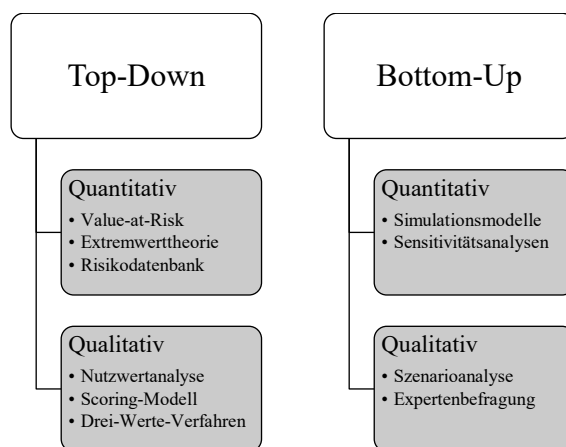 Top-Down
Quantitativ
• Value-at-Risk
• Extremwerttheorie
• Risikodatenbank
Qualitativ
• Nutzwertanalyse
• Scoring-Modell
• Drei-Werte-Verfahren
Bottom-Up
Quantitativ
• Simulationsmodelle
• Sensitivitätsanalysen
Qualitativ
• Szenarioanalyse
• Expertenbefragung